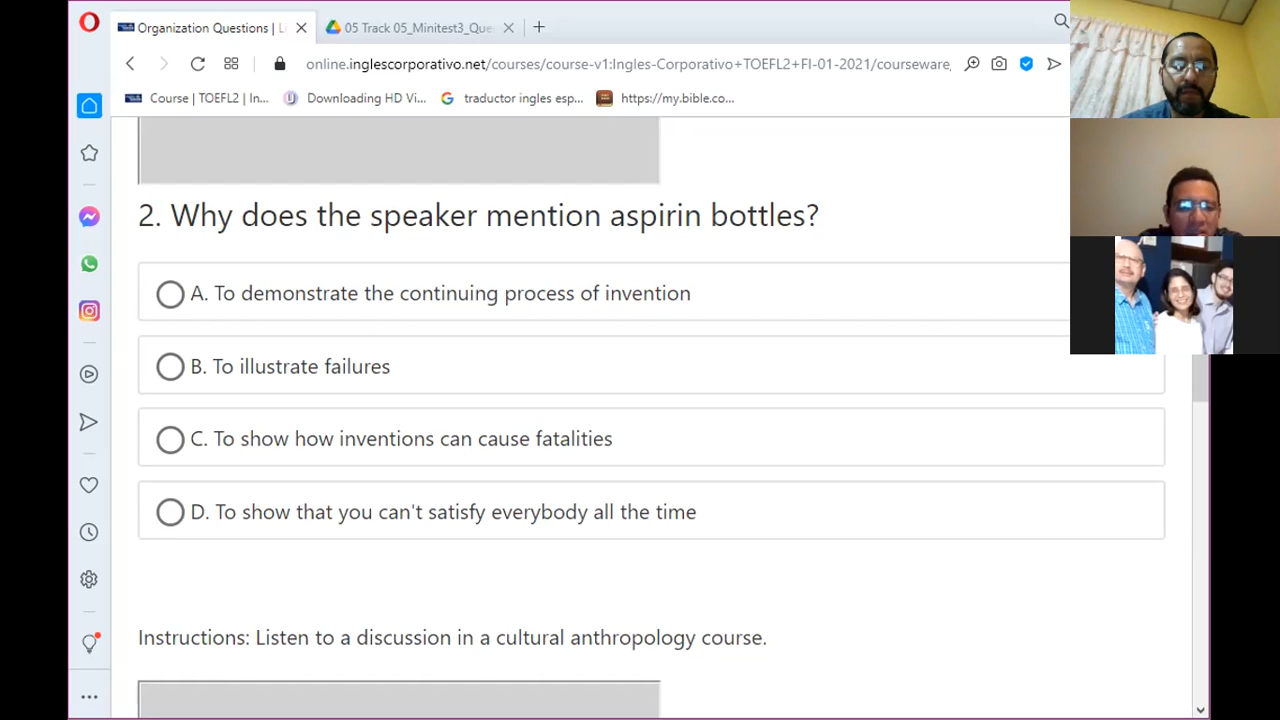 Organization Questions | Li
05 Track 05_Minitest3_Que
online.inglescorporativo.net/courses/course-v1:Ingles-Corporativo+TOEFL2+FI-01-2021/courseware,
Course | TOEFL2 | In...
Downloading HD Vi...
traductor ingles esp...
https://my.bible.co...
2. Why does the speaker mention aspirin bottles?
A. To demonstrate the continuing process of invention
B. To illustrate failures
C. To show how inventions can cause fatalities
D. To show that you can't satisfy everybody all the time
Instructions: Listen to a discussion in a cultural anthropology course.